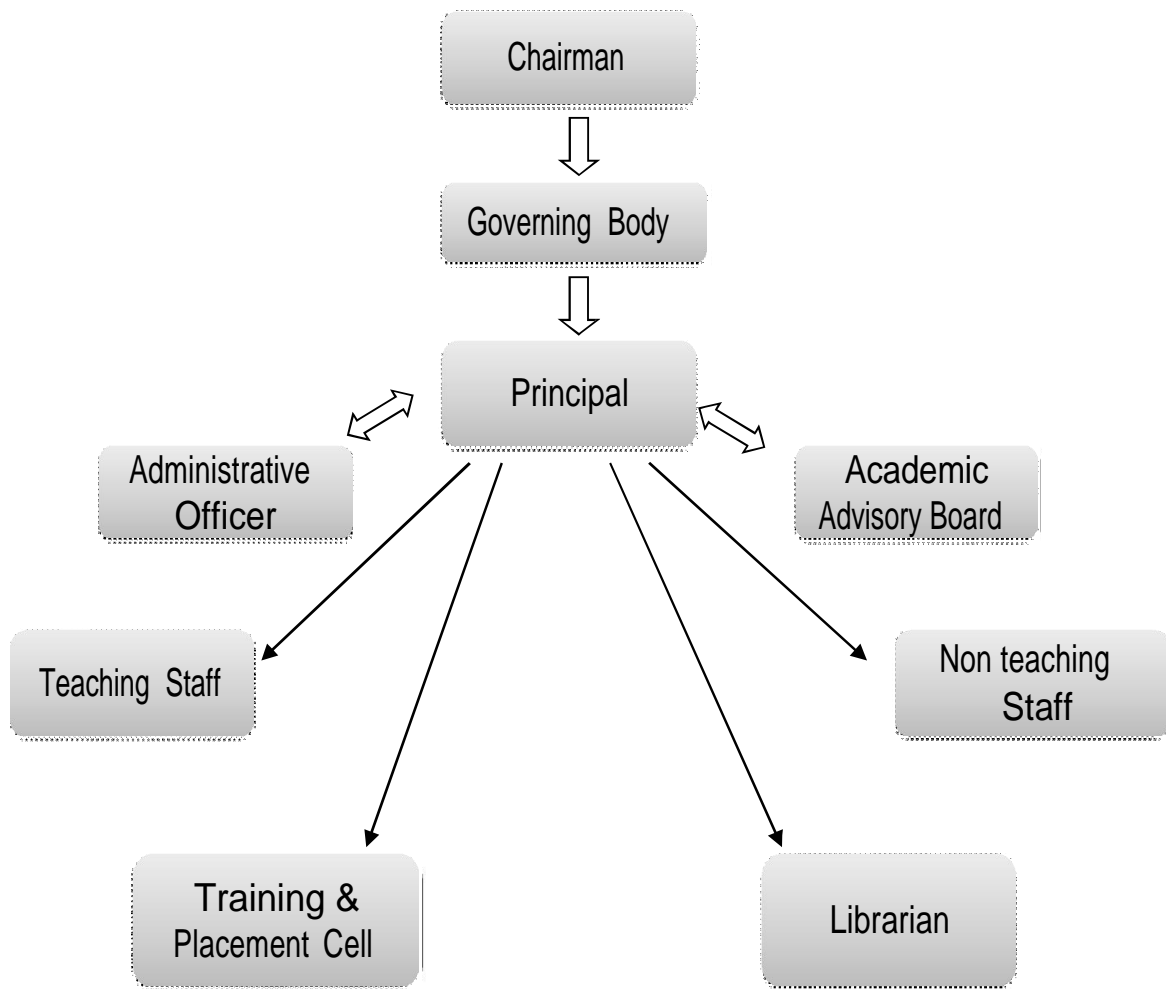 Chairman
Governing Body
Principal
Administrative
Officer
Academic
Advisory Board
Teaching Staff
Non teaching
Staff
Training &
Placement Cell
Librarian